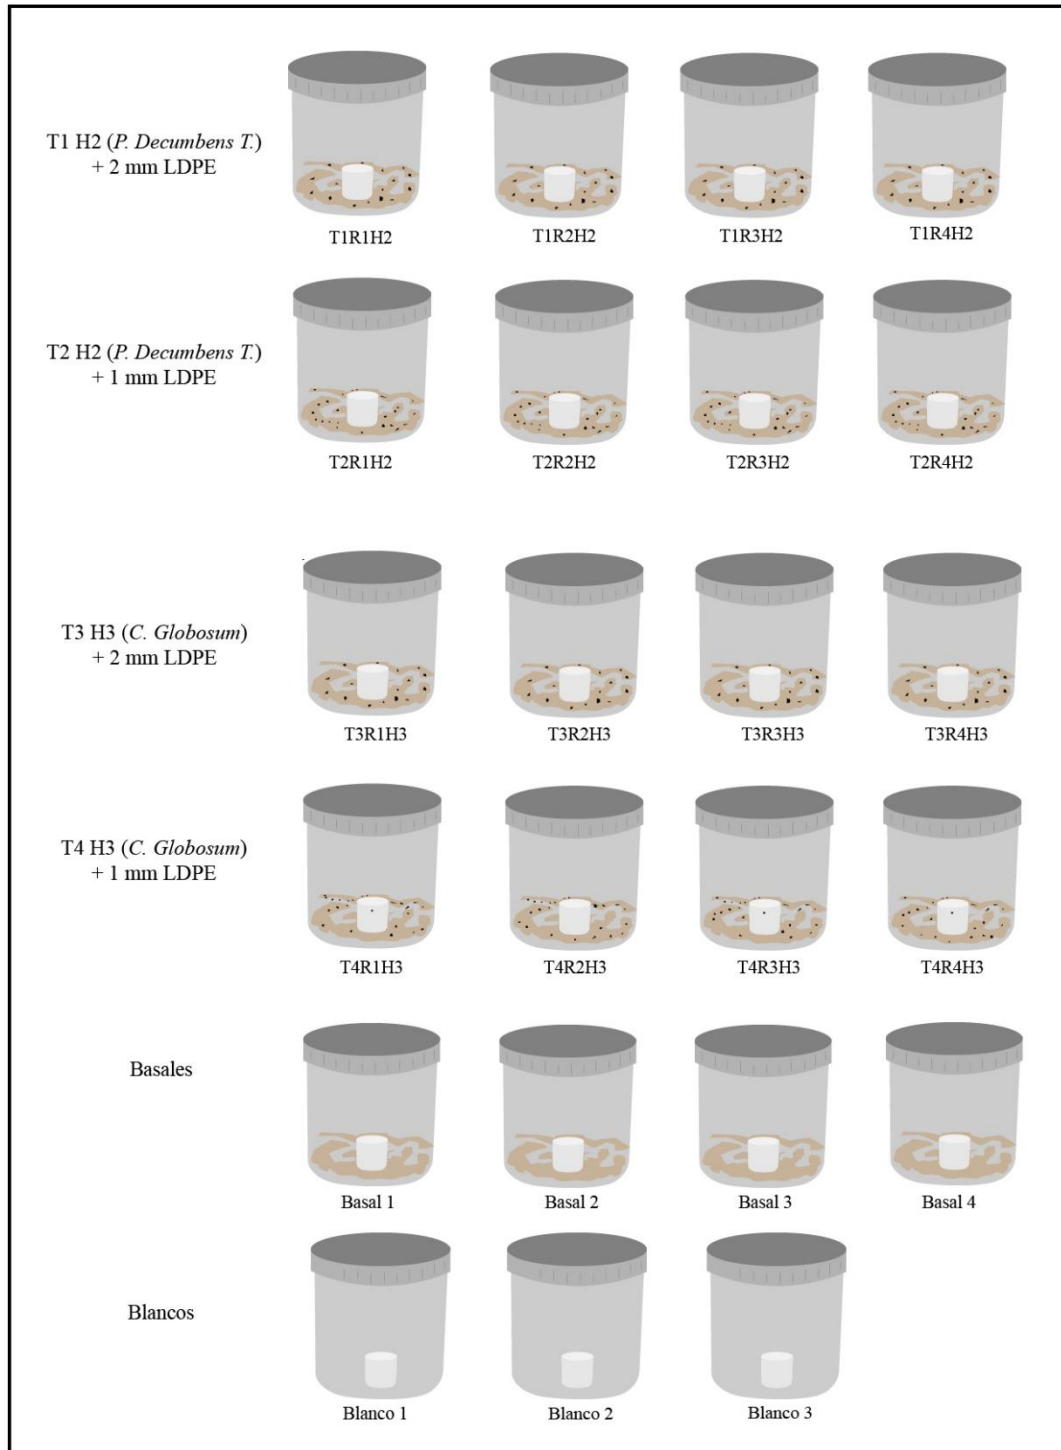 T1 H2 (P. Decumbens T.)
+ 2 mm LDPE
T1R1H2
T1R2H2
T1R3H2
T1R4H2
T2 H2 (P. Decumbens T.)
+ 1 mm LDPE
T2R1H2
T2R2H2
T2R3H2
T2R4H2
T3 H3 (C. Globosum)
+ 2 mm LDPE
T3R1H3
T3R2H3
T3R3H3
T3R4H3
T4 H3 (C. Globosum)
+ 1 mm LDPE
T4R1H3
T4R2H3
T4R3H3
T4R4H3
Basales
Basal 1
Basal 2
Basal 3
Basal 4
Blancos
Blanco 1
Blanco 2
Blanco 3